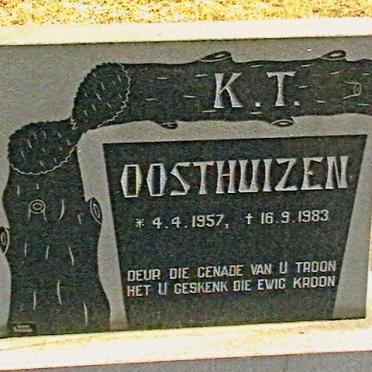 K. T.
OOSTHUIZEN
* 4.4.1957, † 16.9.1983
DEUR DIE GENADE VAN U TROON
HET U GESKENK DIE EWIG KROON